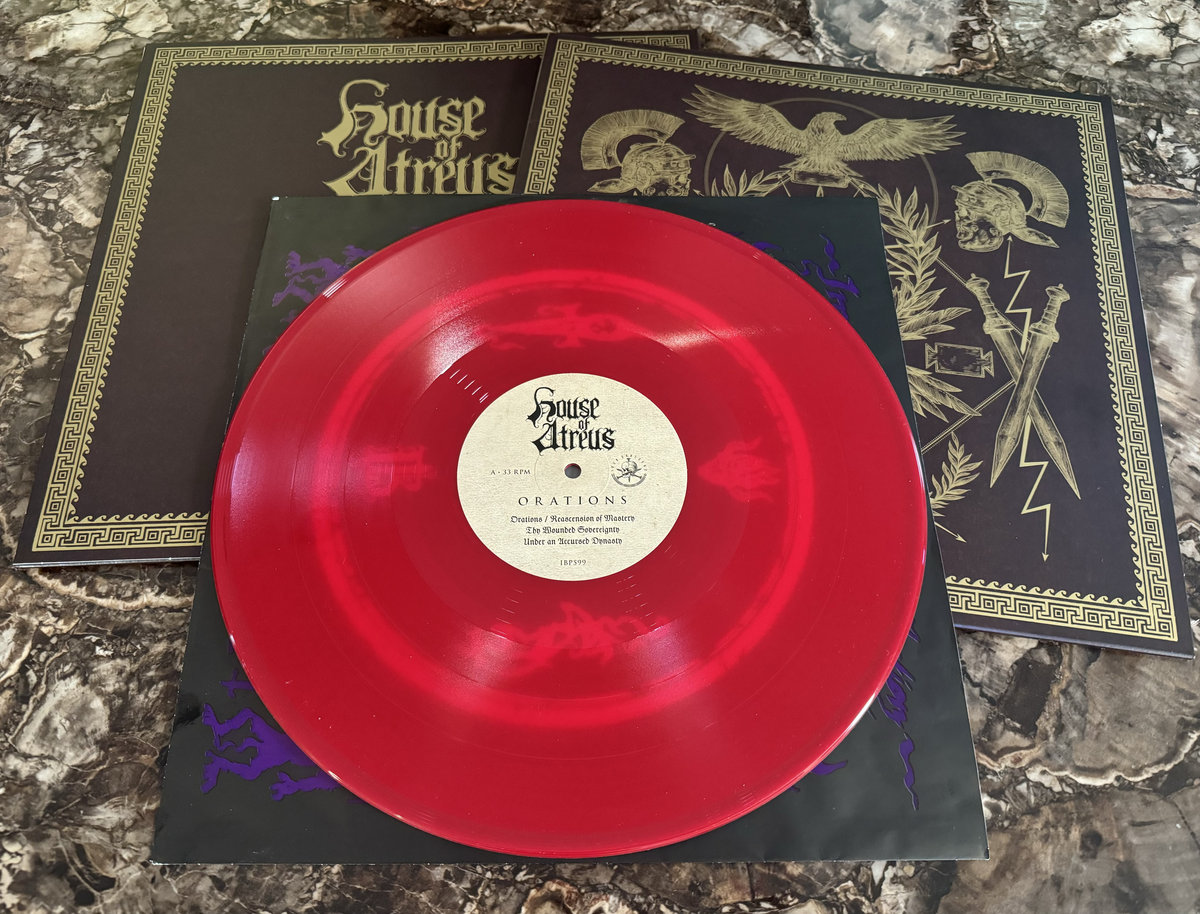 House
of
Atreus
House
of
Atreus
A - 33 RPM
ORATIONS
Orations / Reascension of Mastery
Thy Wounded Sovereignty
Under an Accursed Dynasty
IBP599